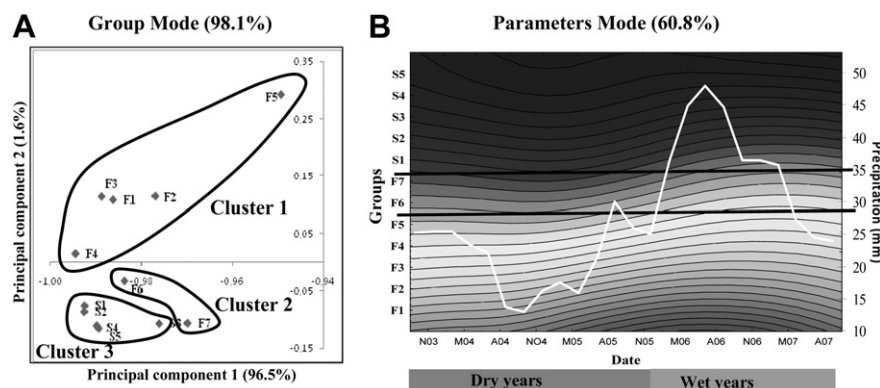 A
Group Mode (98.1%)
Principal component 2 (1.6%)
0.35
F5
0.25
0.15
F3
F1
F2
Cluster 1
0.05
F4
-1.00
-0.98
-0.96
-0.94
-0.05
F6
Cluster 2
S1
S2
S4
S5
F7
Cluster 3
-0.15
Principal component 1 (96.5%)
B
Parameters Mode (60.8%)
Groups
S5
S4
S3
S2
S1
F7
F6
F5
F4
F3
F2
F1
50
45
40
35
30
25
20
15
10
Precipitation (mm)
N03 M04 A04 N04 M05 A05 N05 M06 A06 N06 M07 A07
Date
Dry years
Wet years